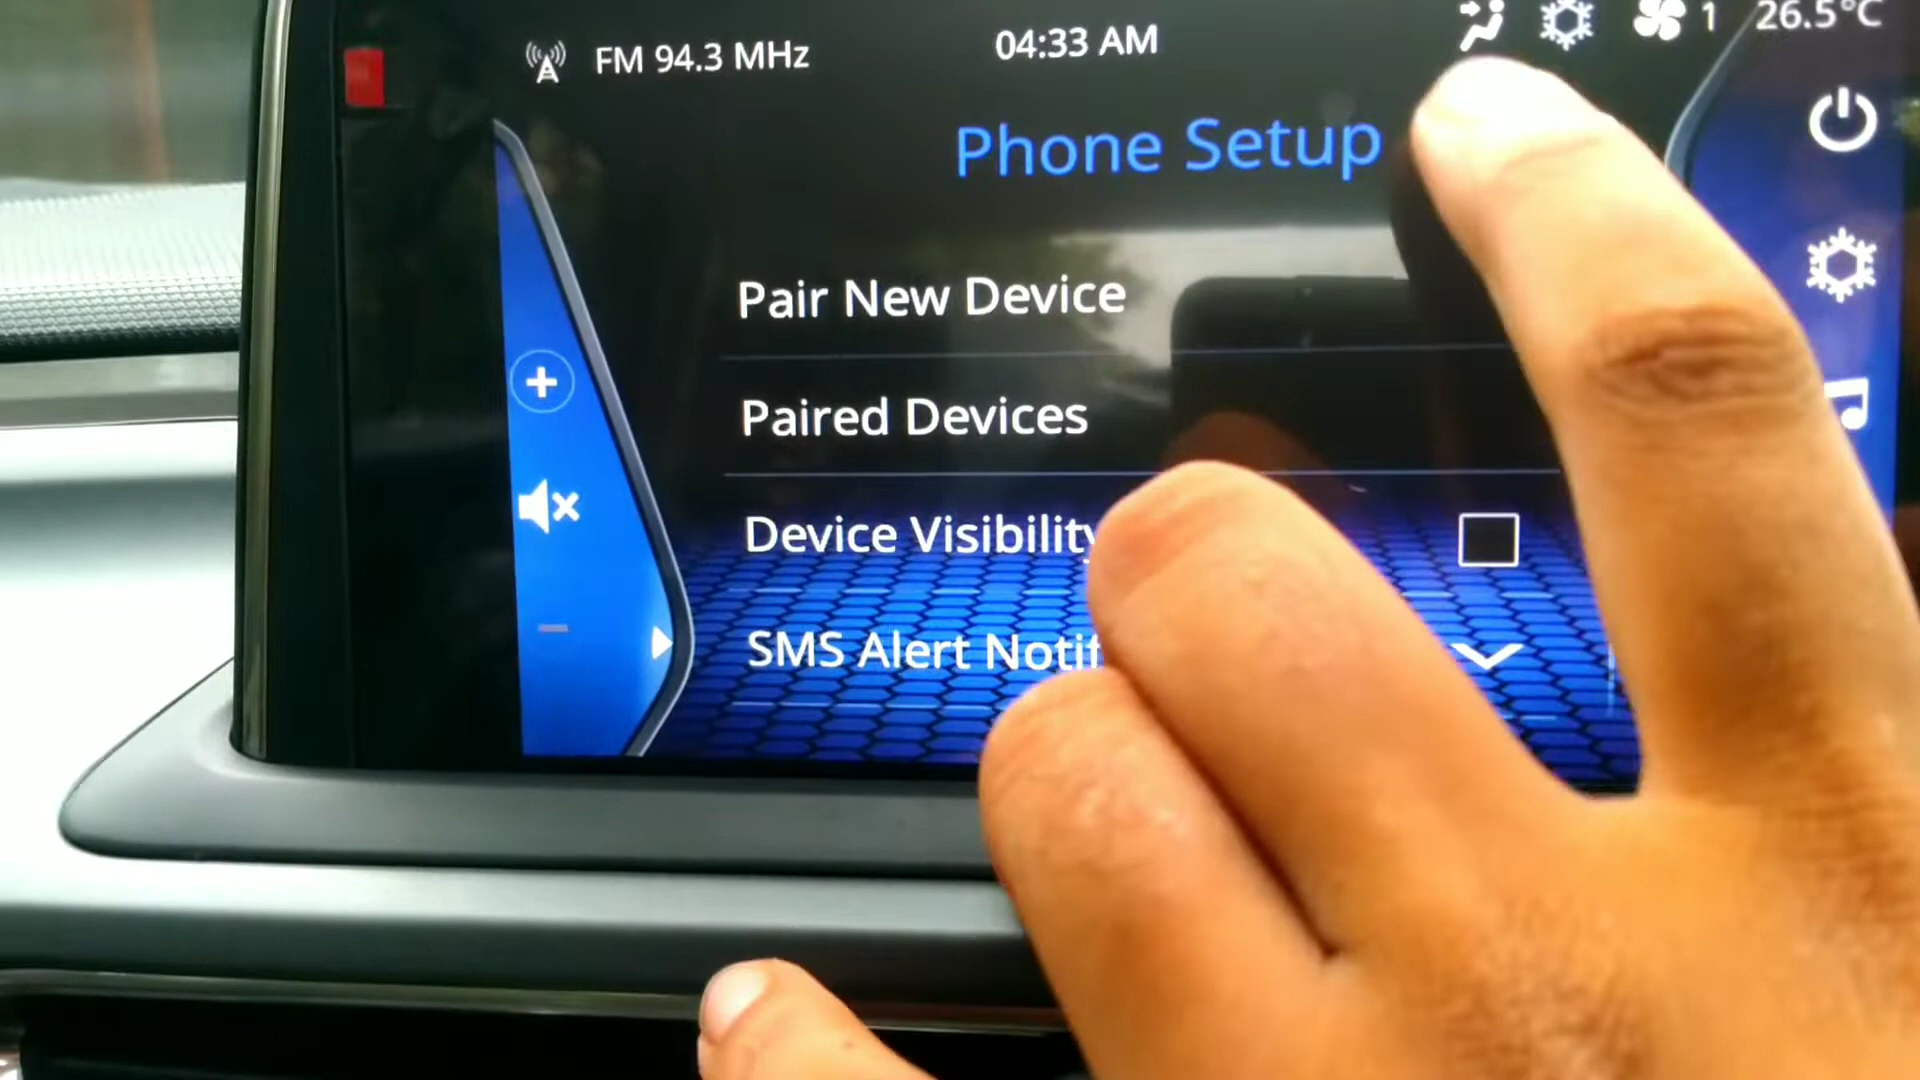 FM 94.3 MHz
04:33 AM
1
26.5°C
Phone Setup
Pair New Device
Paired Devices
Device Visibility
SMS Alert Notif